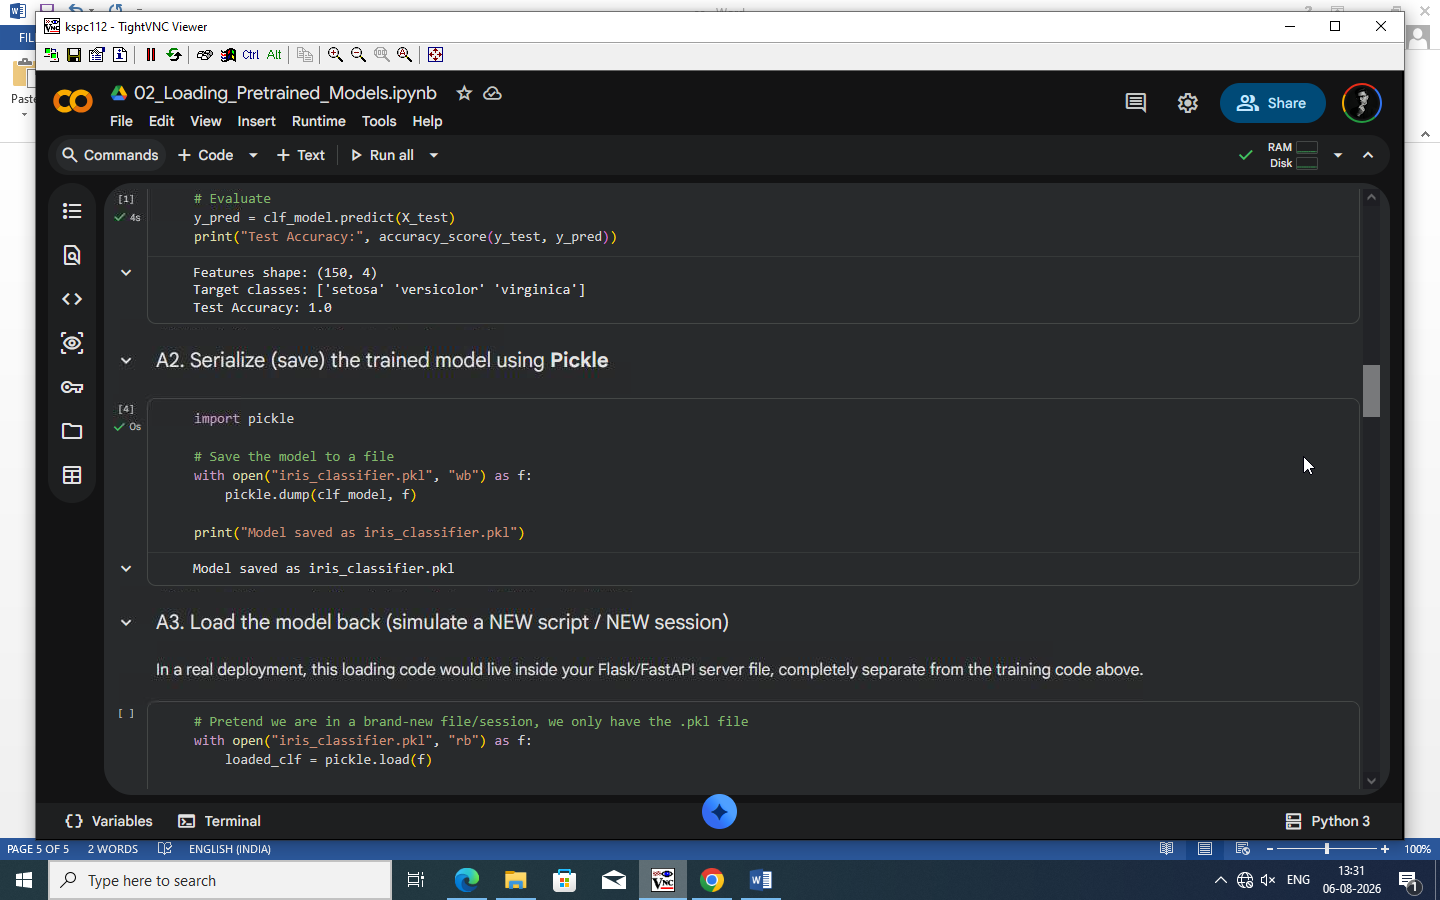 FIL
Paste
kspc112 - TightVNC Viewer
Ctrl Alt
02_Loading_Pretrained_Models.ipynb
File Edit View Insert Runtime Tools Help
Share
Commands + Code + Text Run all
RAM
Disk
[1]
4s
# Evaluate
y_pred = clf_model.predict(X_test)
print("Test Accuracy:", accuracy_score(y_test, y_pred))
Features shape: (150, 4)
Target classes: ['setosa' 'versicolor' 'virginica']
Test Accuracy: 1.0
A2. Serialize (save) the trained model using Pickle
[4]
0s
import pickle
# Save the model to a file
with open("iris_classifier.pkl", "wb") as f:
pickle.dump(clf_model, f)
print("Model saved as iris_classifier.pkl")
Model saved as iris_classifier.pkl
A3. Load the model back (simulate a NEW script / NEW session)
In a real deployment, this loading code would live inside your Flask/FastAPI server file, completely separate from the training code above.
[ ]
# Pretend we are in a brand-new file/session, we only have the .pkl file
with open("iris_classifier.pkl", "rb") as f:
loaded_clf = pickle.load(f)
{} Variables Terminal
Python 3
PAGE 5 OF 5 2 WORDS ENGLISH (INDIA)
100%
Type here to search
ENG
13:31
06-08-2026
1